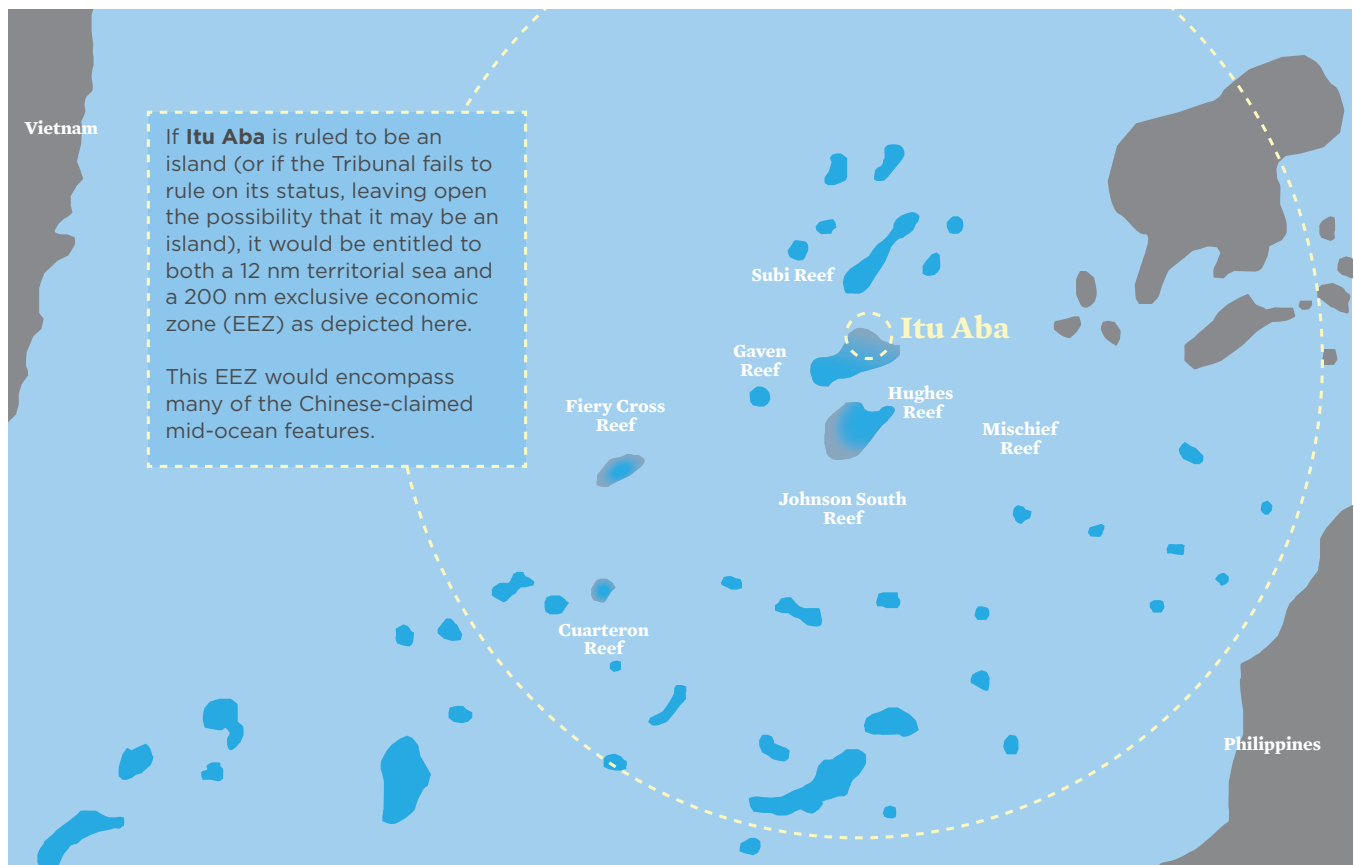 Vietnam
If Itu Aba is ruled to be an
island (or if the Tribunal fails to
rule on its status, leaving open
the possibility that it may be an
island), it would be entitled to
both a 12 nm territorial sea and
a 200 nm exclusive economic
zone (EEZ) as depicted here.
This EEZ would encompass
many of the Chinese-claimed
mid-ocean features.
Subi Reef
Itu Aba
Gaven
Reef
Hughes
Reef
Fiery Cross
Reef
Mischief
Reef
Johnson South
Reef
Cuarteron
Reef
Philippines